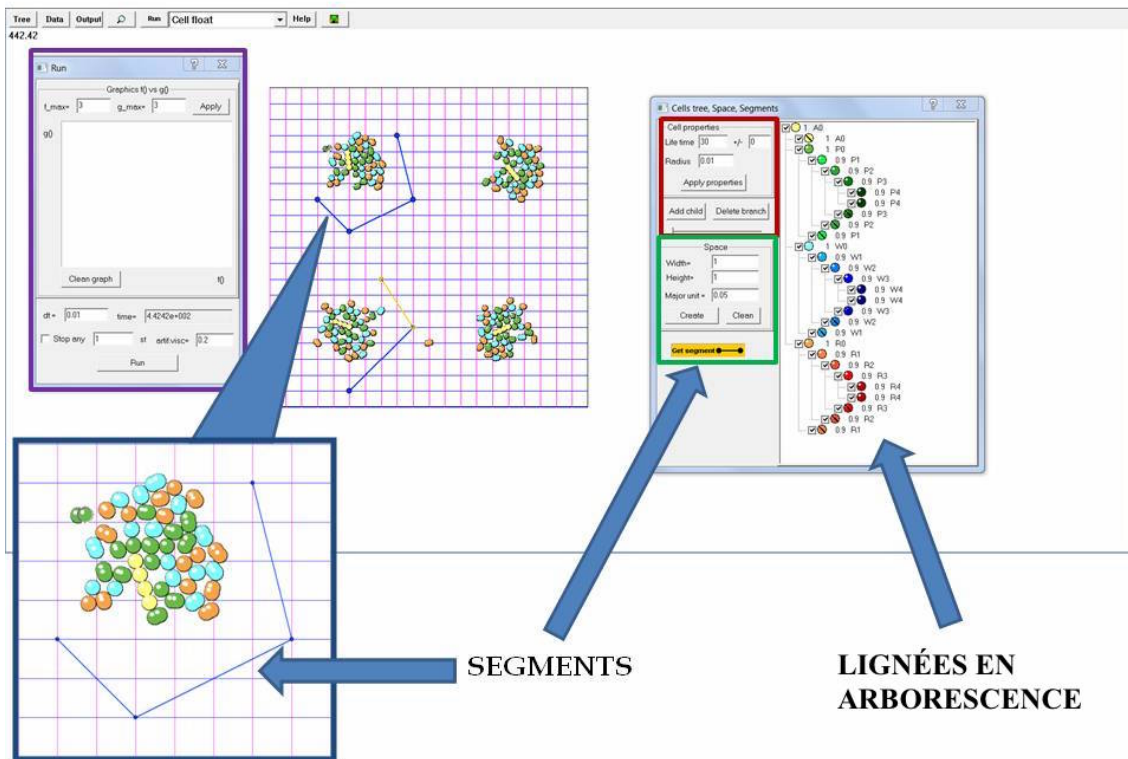 Tree Data Output Run Cell float Help
442.42
Run
Graphics f() vs g()
f_max= 3 g_max= 3 Apply
g()
Clean graph f()
dt= 0.01 time= 4.4242e+002
Stop any 1 st artif.visc= 0.2
Run
Cells tree, Space, Segments
Cell properties
Life time 30 +/- 0
Radius 0.01
Apply properties
Add child Delete branch
Space
Width= 1
Height= 1
Major unit = 0.05
Create Clean
Get segment
1 A0
1 A0
1 P0
0.9 P1
0.9 P2
0.9 P3
0.9 P4
0.9 P4
0.9 P3
0.9 P2
0.9 P1
1 W0
0.9 W1
0.9 W2
0.9 W3
0.9 W4
0.9 W4
0.9 W3
0.9 W2
0.9 W1
1 R0
0.9 R1
0.9 R2
0.9 R3
0.9 R4
0.9 R4
0.9 R3
0.9 R2
0.9 R1
SEGMENTS
LIGNÉES EN
ARBORESCENCE